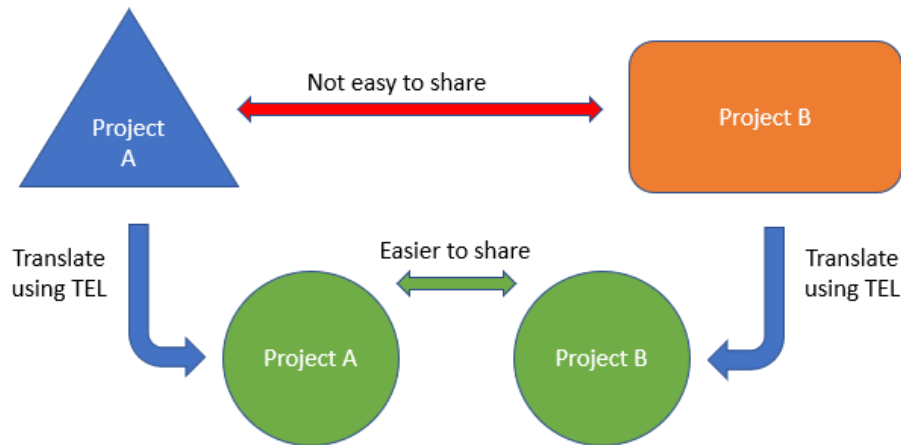 Not easy to share
Project
A
Project B
Translate
using TEL
Easier to share
Translate
using TEL
Project A
Project B